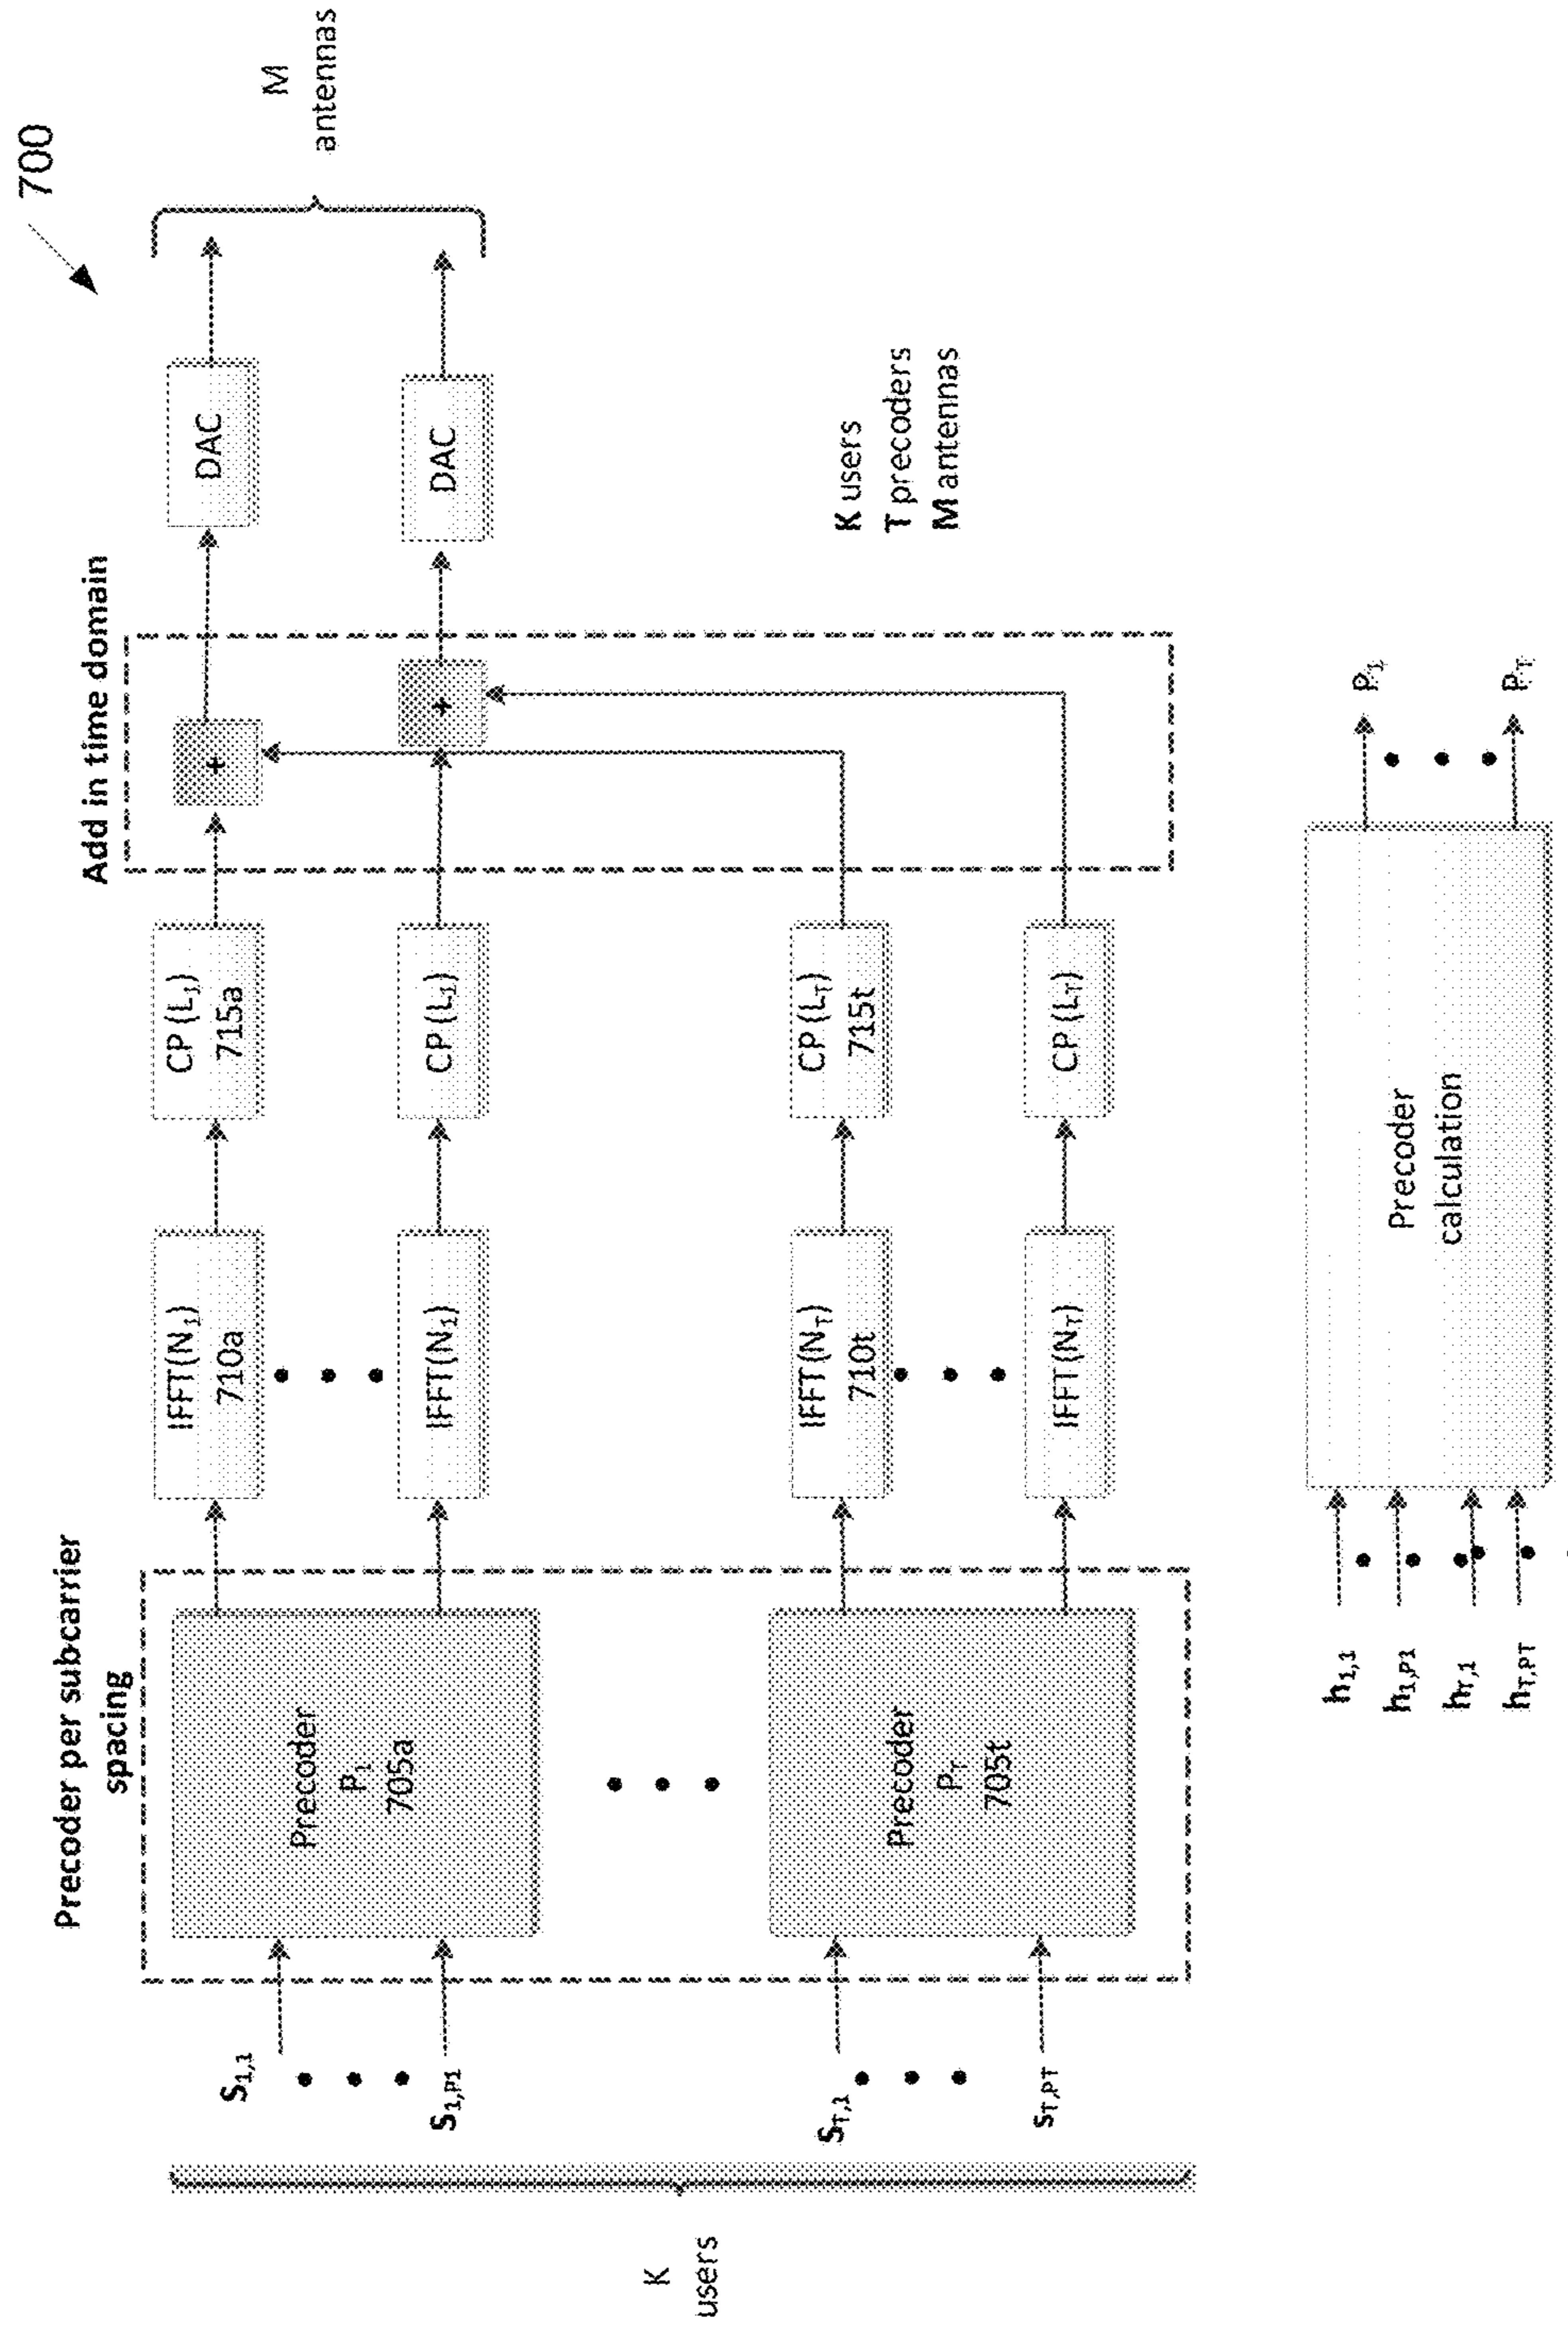 700
Precoder per subcarrier
spacing
Add in time domain
K
users
S1,1
S1,P1
ST,1
ST,PT
Precoder
P1
705a
Precoder
PT
705t
IFFT(N1)
710a
IFFT(N1)
IFFT(NT)
710t
IFFT(NT)
CP (L1)
715a
CP (L1)
CP (LT)
715t
CP (LT)
+
+
DAC
DAC
M
antennas
K users
T precoders
M antennas
h1,1
h1,P1
hT,1
hT,PT
Precoder
calculation
P1
PT